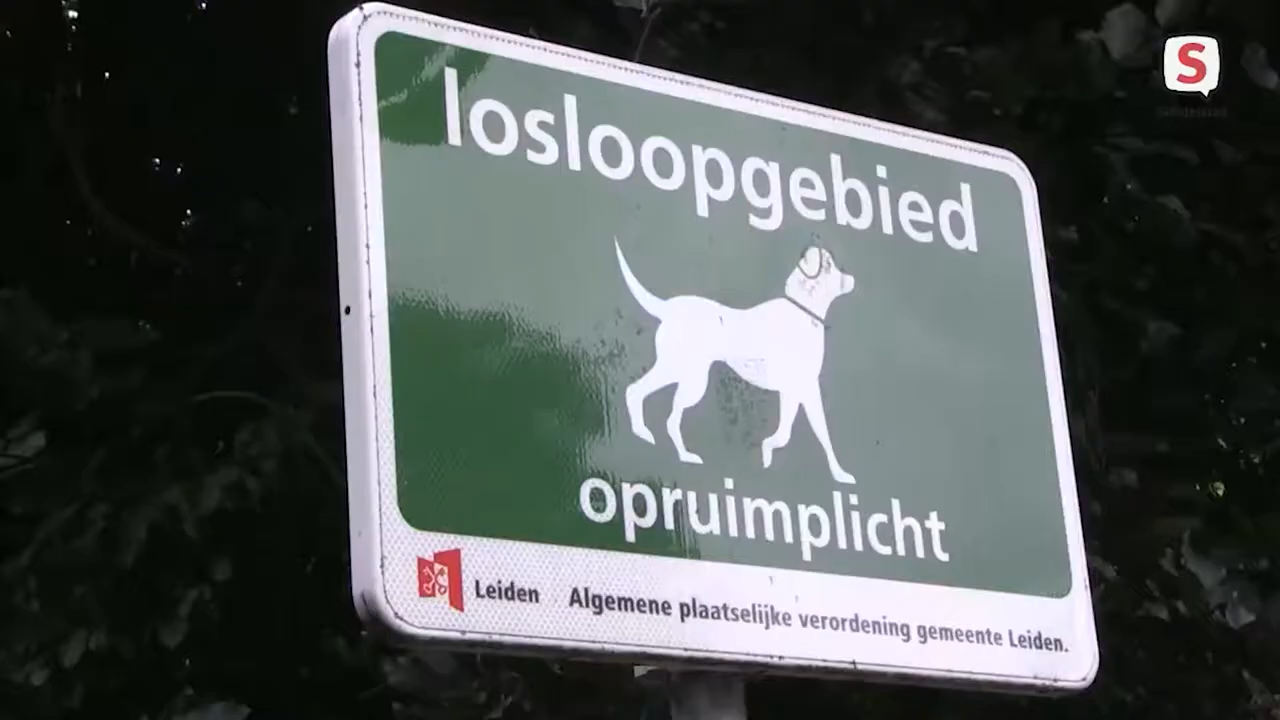 S
losloopgebied
opruimplicht
Leiden Algemene plaatselijke verordening gemeente Leiden.